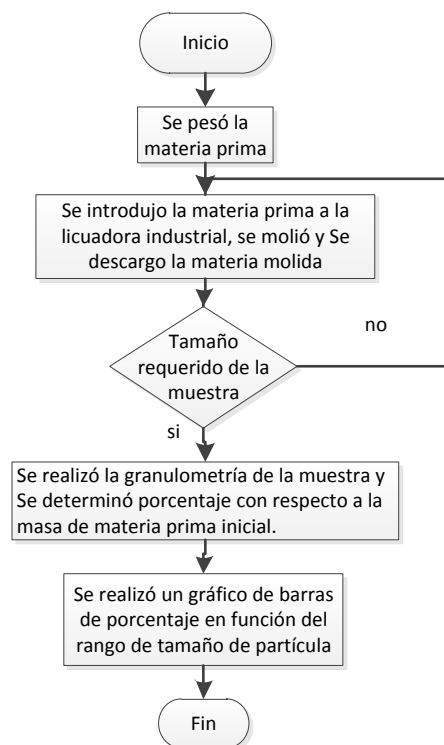 Inicio
Se pesó la
materia prima
Se introdujo la materia prima a la
licuadora industrial, se molió y Se
descargo la materia molida
Tamaño
requerido de la
muestra
no
si
Se realizó la granulometría de la muestra y
Se determinó porcentaje con respecto a la
masa de materia prima inicial.
Se realizó un gráfico de barras
de porcentaje en función del
rango de tamaño de partícula
Fin